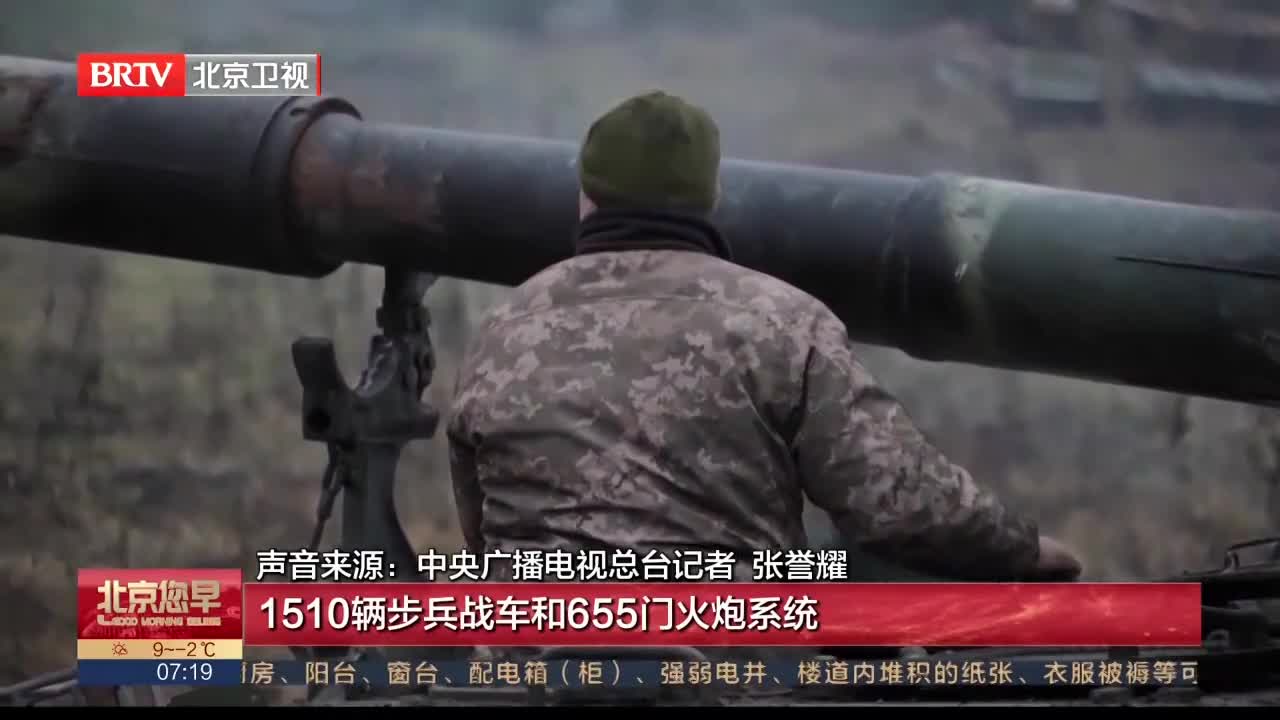 BRTV 北京卫视
声音来源：中央广播电视总台记者 张誉耀
北京您早
GOOD MORNING BEIJING
1510辆步兵战车和655门火炮系统
9~-2℃
07:19
房、阳台、窗台、配电箱（柜）、强弱电井、楼道内堆积的纸张、衣服被褥等可